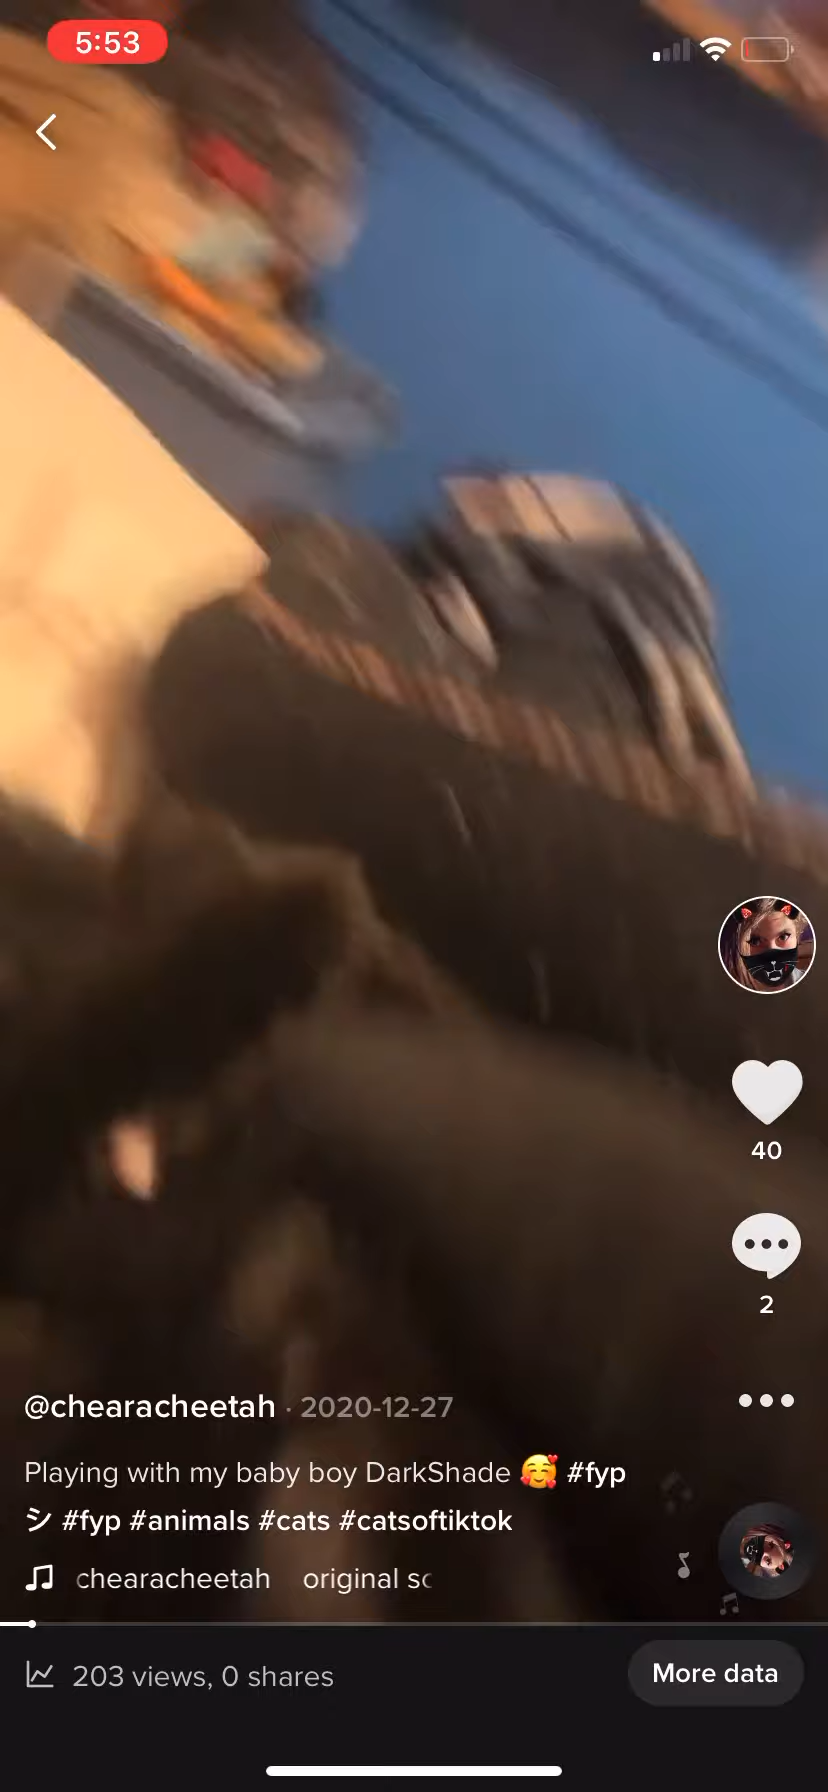 5:53
40
2
@chearacheetah · 2020-12-27
Playing with my baby boy DarkShade 🥰 #fyp
シ #fyp #animals #cats #catsoftiktok
chearacheetah original so
203 views, 0 shares
More data